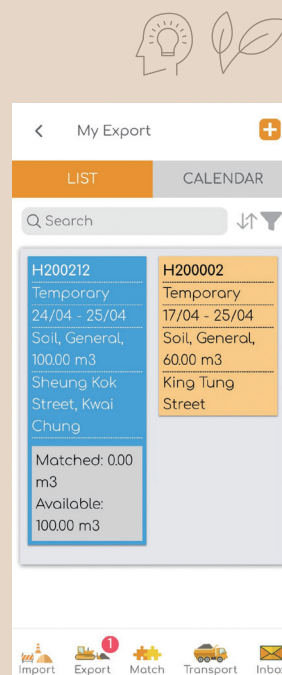 My Export
LIST
CALENDAR
Search
H200212
Temporary
24/04 - 25/04
Soil, General,
100.00 m3
Sheung Kok
Street, Kwai
Chung
Matched: 0.00
m3
Available:
100.00 m3
H200002
Temporary
17/04 - 25/04
Soil, General,
60.00 m3
King Tung
Street
1
Import
Export
Match
Transport
Inbox